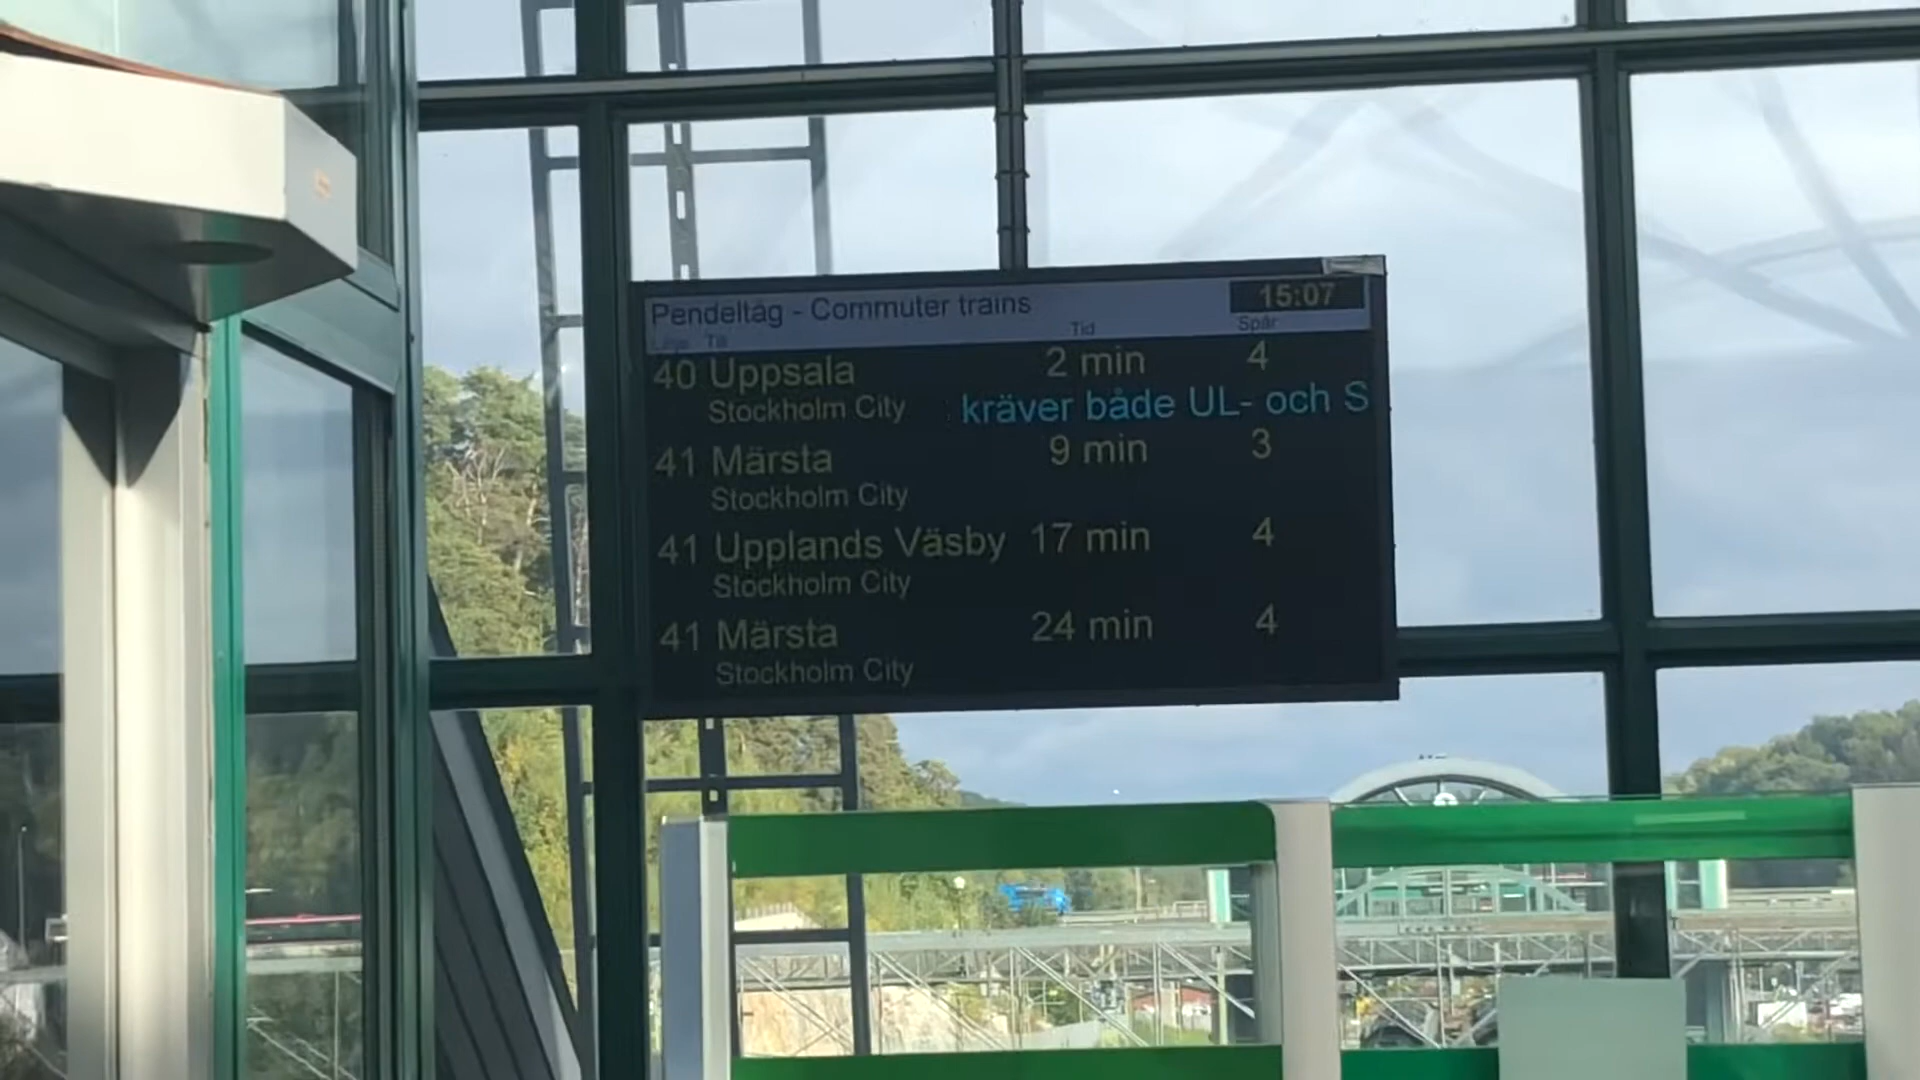 Pendeltåg - Commuter trains 15:07
Linje Till Tid Spår
40 Uppsala 2 min 4
Stockholm City kräver både UL- och S
41 Märsta 9 min 3
Stockholm City
41 Upplands Väsby 17 min 4
Stockholm City
41 Märsta 24 min 4
Stockholm City